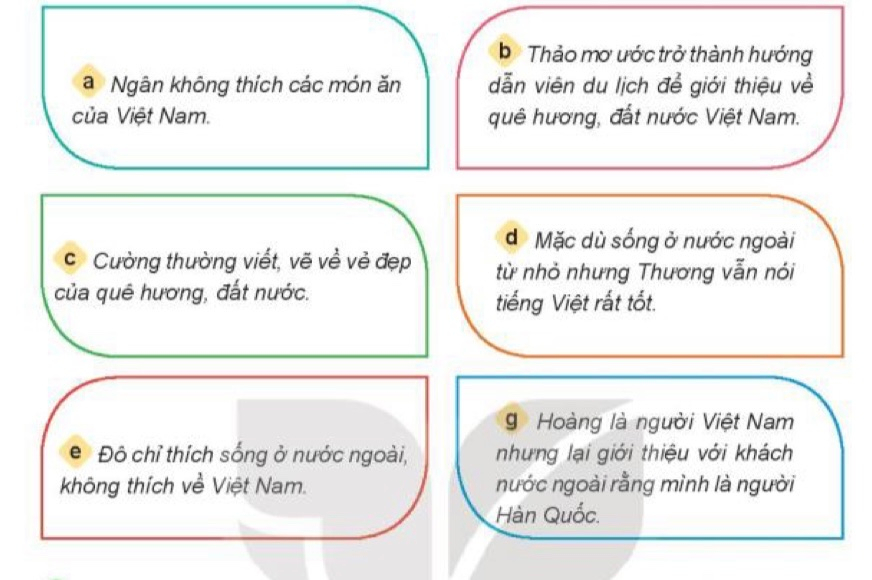 a Ngân không thích các món ăn
của Việt Nam.
b Thảo mơ ước trở thành hướng
dẫn viên du lịch để giới thiệu về
quê hương, đất nước Việt Nam.
c Cường thường viết, vẽ về vẻ đẹp
của quê hương, đất nước.
d Mặc dù sống ở nước ngoài
từ nhỏ nhưng Thương vẫn nói
tiếng Việt rất tốt.
e Đô chỉ thích sống ở nước ngoài,
không thích về Việt Nam.
g Hoàng là người Việt Nam
nhưng lại giới thiệu với khách
nước ngoài rằng mình là người
Hàn Quốc.